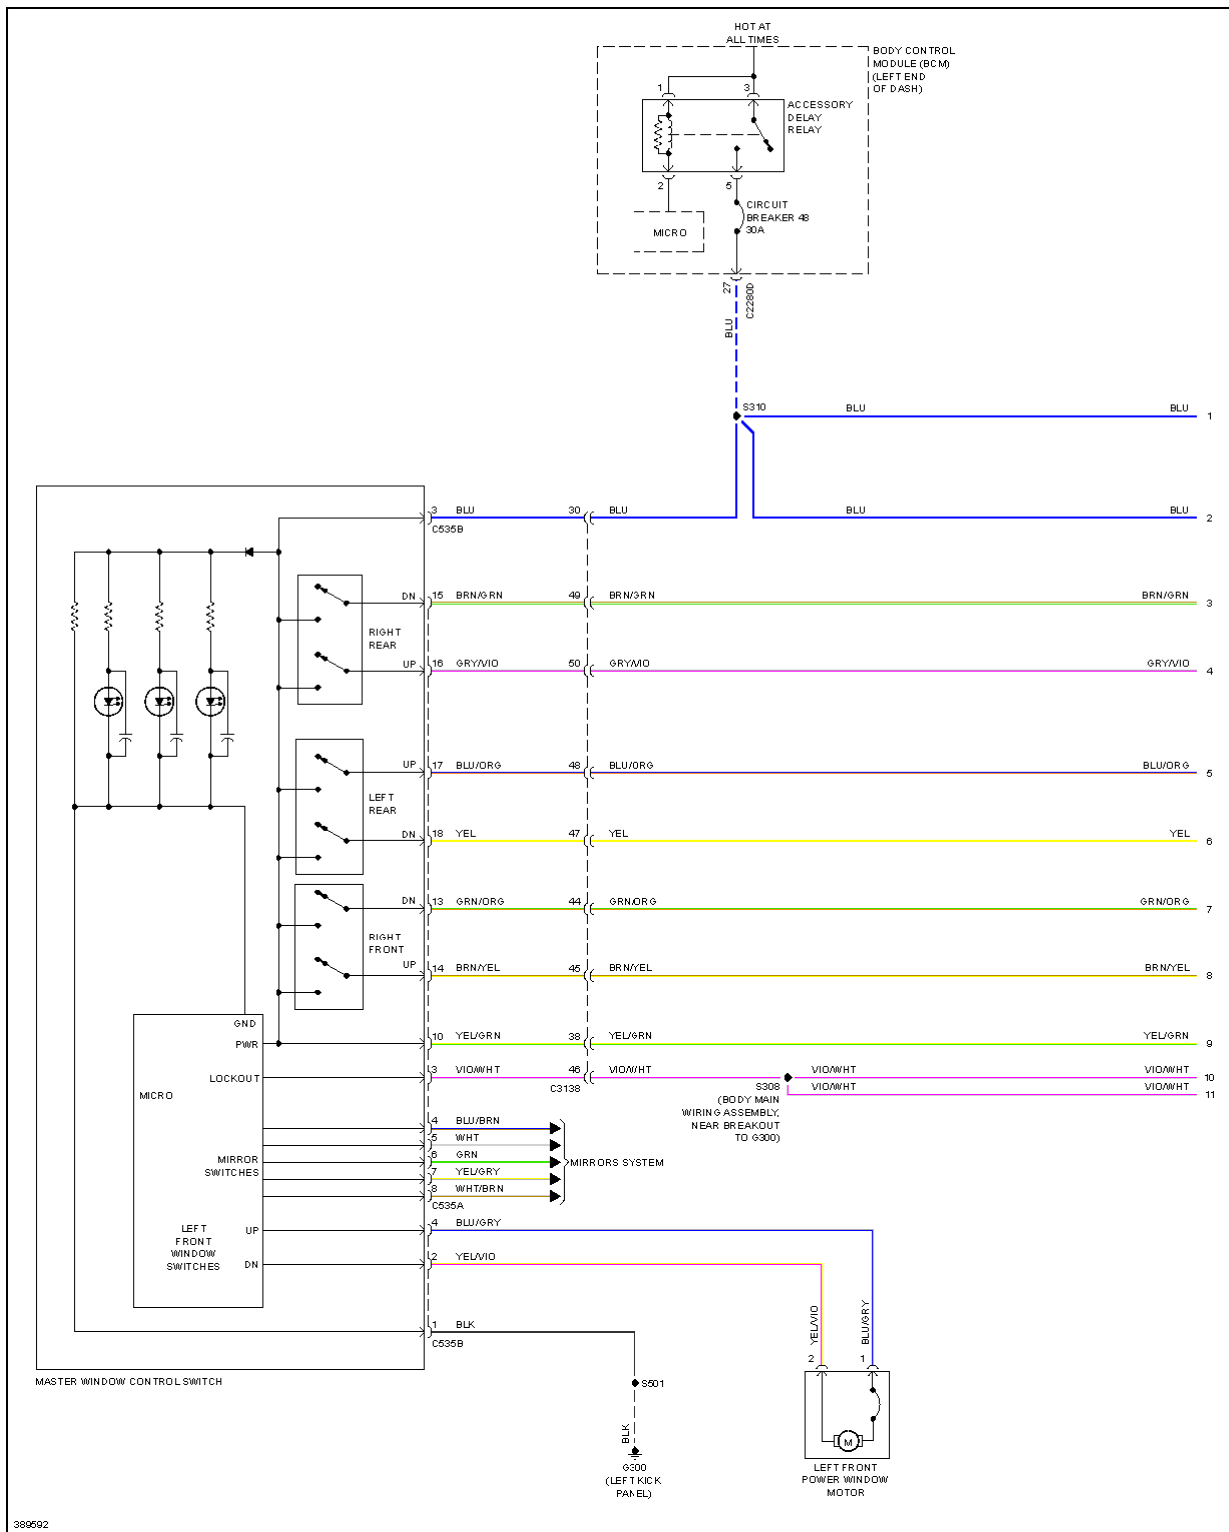 HOT AT
ALL TIMES
BODY CONTROL
MODULE (BCM)
(LEFT END
OF DASH)
1
3
ACCESSORY
DELAY
RELAY
2
5
CIRCUIT
BREAKER 48
30A
MICRO
27
C2280D
BLU
S310
BLU
BLU
1
3
BLU
30
BLU
BLU
BLU
2
C535B
DN
15
BRN/GRN
49
BRN/GRN
BRN/GRN
3
RIGHT
REAR
UP
16
GRY/VIO
50
GRY/VIO
GRY/VIO
4
UP
17
BLU/ORG
48
BLU/ORG
BLU/ORG
5
LEFT
REAR
DN
18
YEL
47
YEL
YEL
6
DN
13
GRN/ORG
44
GRN/ORG
GRN/ORG
7
RIGHT
FRONT
UP
14
BRN/YEL
45
BRN/YEL
BRN/YEL
8
GND
PWR
10
YEL/GRN
38
YEL/GRN
YEL/GRN
9
LOCKOUT
3
VIO/WHT
46
VIO/WHT
VIO/WHT
VIO/WHT
10
C3138
S308
VIO/WHT
VIO/WHT
11
(BODY MAIN
WIRING ASSEMBLY,
NEAR BREAKOUT
TO G300)
MICRO
4
BLU/BRN
5
WHT
6
GRN
7
YEL/GRY
8
WHT/BRN
MIRROR
SWITCHES
MIRRORS SYSTEM
C535A
LEFT
FRONT
WINDOW
SWITCHES
UP
4
BLU/GRY
DN
2
YEL/VIO
1
BLK
C535B
MASTER WINDOW CONTROL SWITCH
S501
BLK
G300
(LEFT KICK
PANEL)
YEL/VIO
BLU/GRY
2
1
M
LEFT FRONT
POWER WINDOW
MOTOR
389592